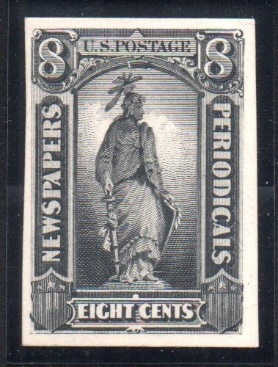 8 U.S. POSTAGE 8
NEWSPAPERS
PERIODICALS
EIGHT CENTS